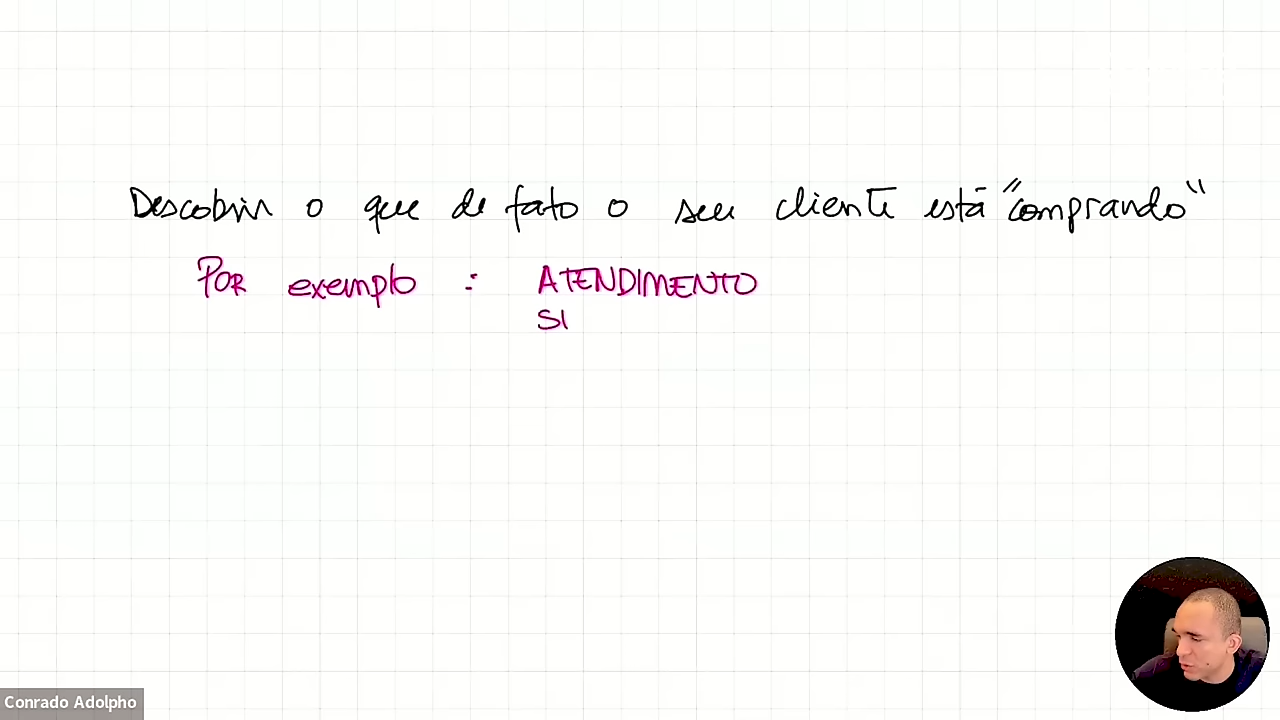 Descobrir o que de fato o seu cliente está "comprando"
Por exemplo : ATENDIMENTO
SI
Conrado Adolpho